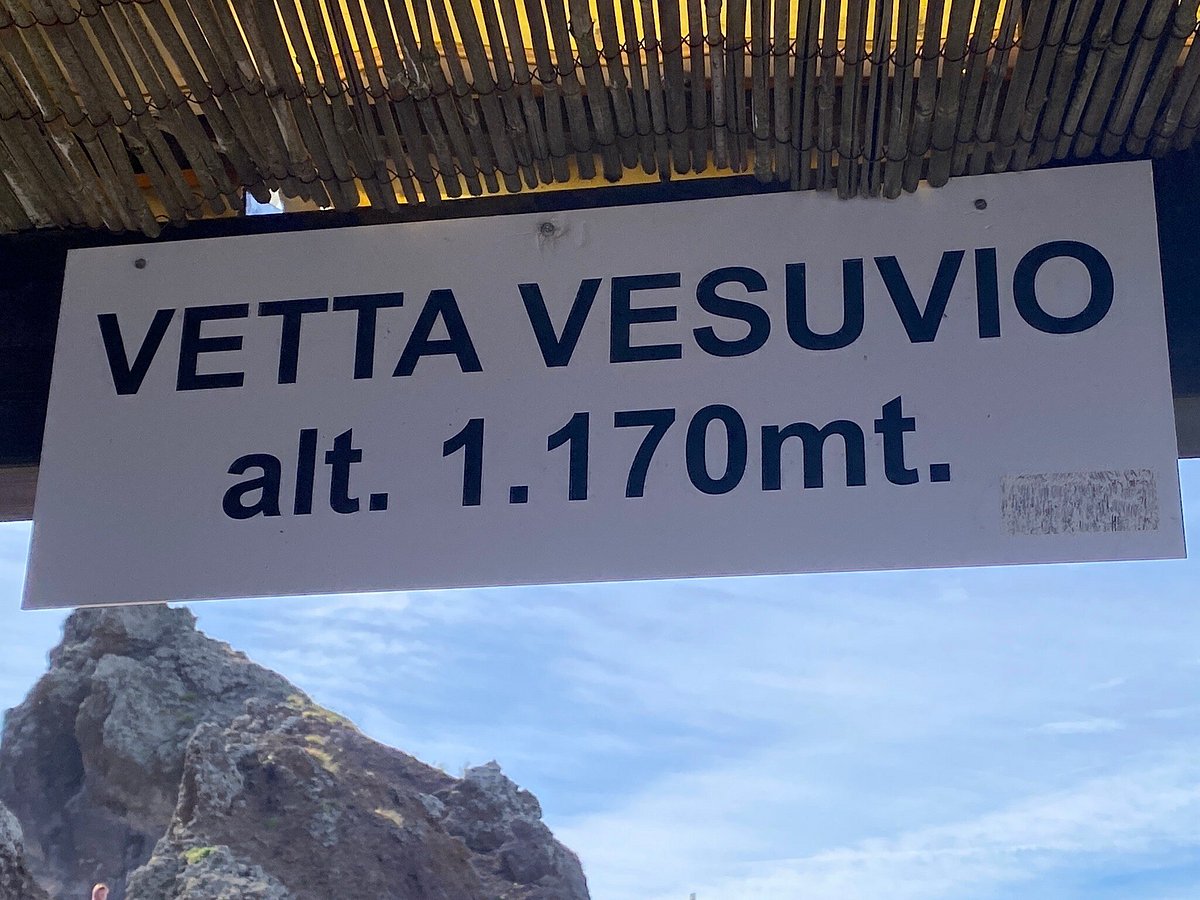 VETTA VESUVIO
alt. 1.170mt.